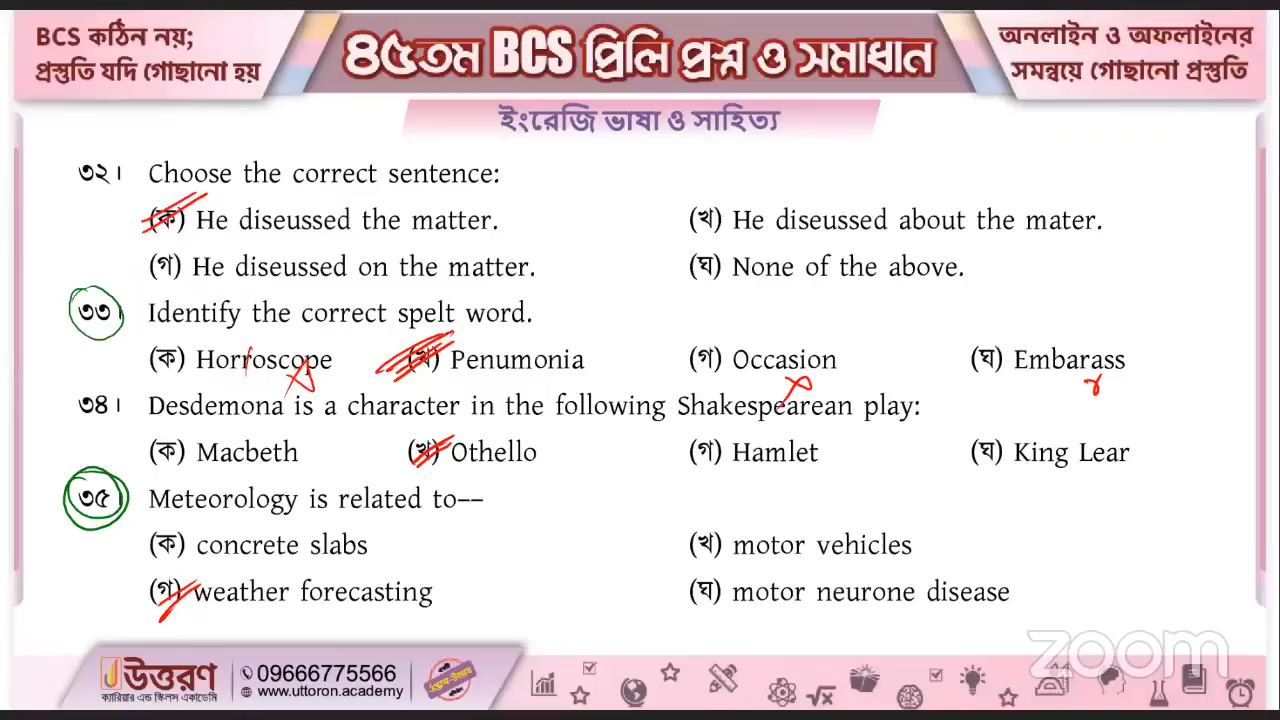 BCS কঠিন নয়;
প্রস্তুতি যদি গোছানো হয়
৪৫তম BCS প্রিলি প্রশ্ন ও সমাধান
অনলাইন ও অফলাইনের
সমন্বয়ে গোছানো প্রস্তুতি
ইংরেজি ভাষা ও সাহিত্য
৩২। Choose the correct sentence:
(ক) He diseussed the matter. (খ) He diseussed about the mater.
(গ) He diseussed on the matter. (ঘ) None of the above.
৩৩। Identify the correct spelt word.
(ক) Horroscope (খ) Penumonia (গ) Occasion (ঘ) Embarass
৩৪। Desdemona is a character in the following Shakespearean play:
(ক) Macbeth (খ) Othello (গ) Hamlet (ঘ) King Lear
৩৫। Meteorology is related to--
(ক) concrete slabs (খ) motor vehicles
(গ) weather forecasting (ঘ) motor neurone disease
zoom
উত্তরণ
ক্যারিয়ার এন্ড স্কিলস একাডেমি
09666775566
www.uttoron.academy